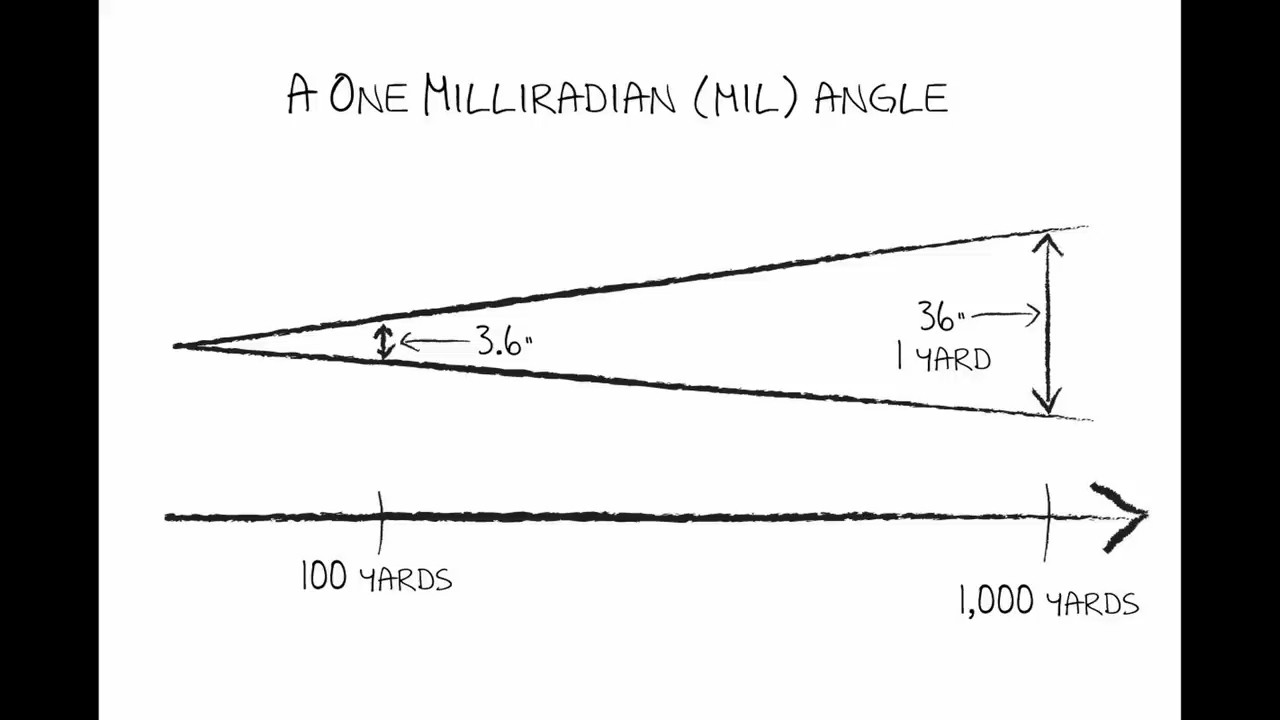 A ONE MILLIRADIAN (MIL) ANGLE
3.6"
36"
1 YARD
100 YARDS
1,000 YARDS